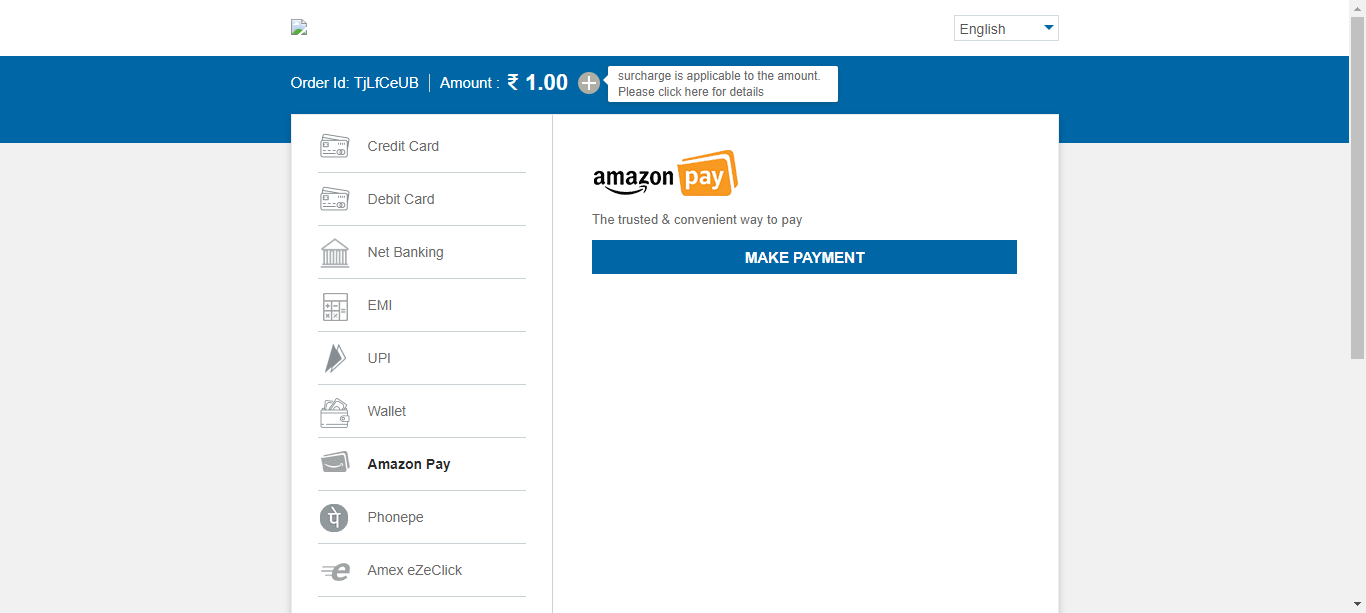 English
Order Id: TjLfCeUB
Amount : ₹ 1.00
surcharge is applicable to the amount.
Please click here for details
Credit Card
Debit Card
Net Banking
EMI
UPI
Wallet
Amazon Pay
Phonepe
Amex eZeClick
amazon pay
The trusted & convenient way to pay
MAKE PAYMENT